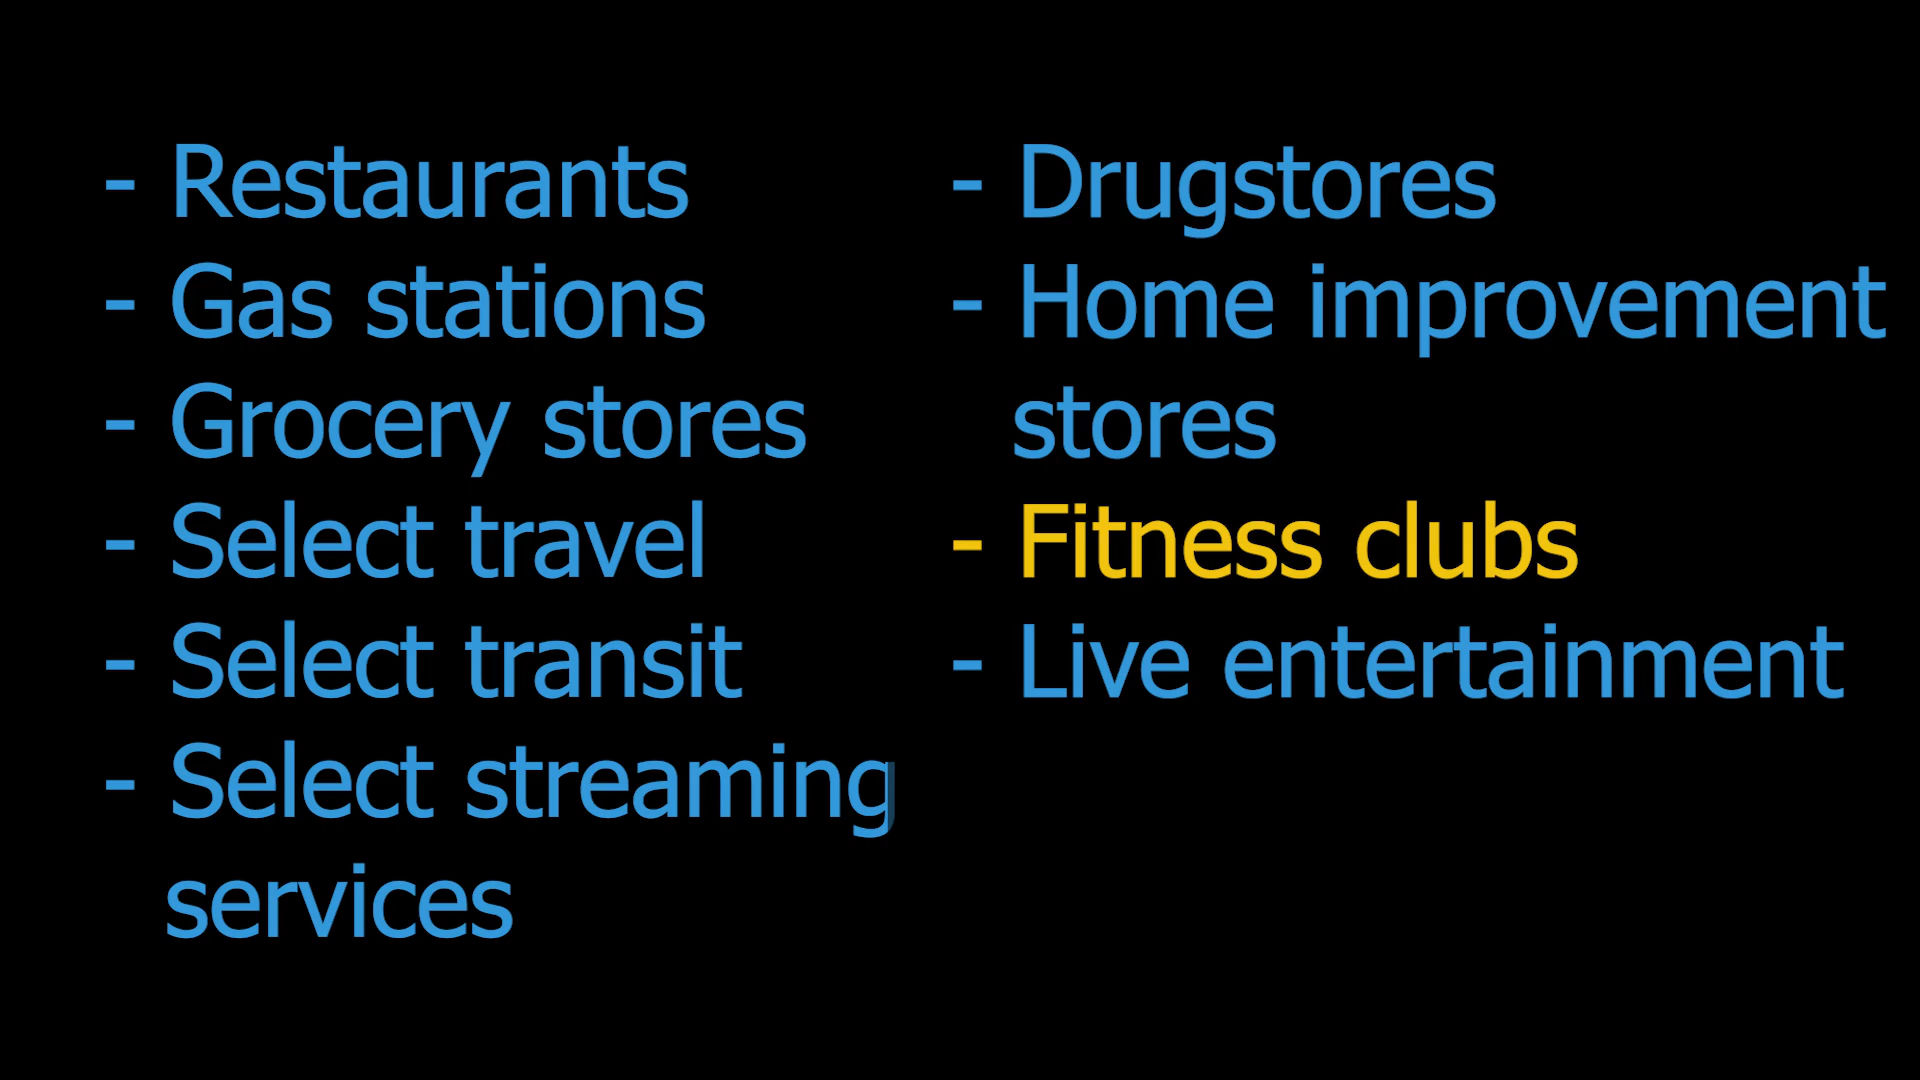 - Restaurants
- Gas stations
- Grocery stores
- Select travel
- Select transit
- Select streaming
services
- Drugstores
- Home improvement
stores
- Fitness clubs
- Live entertainment